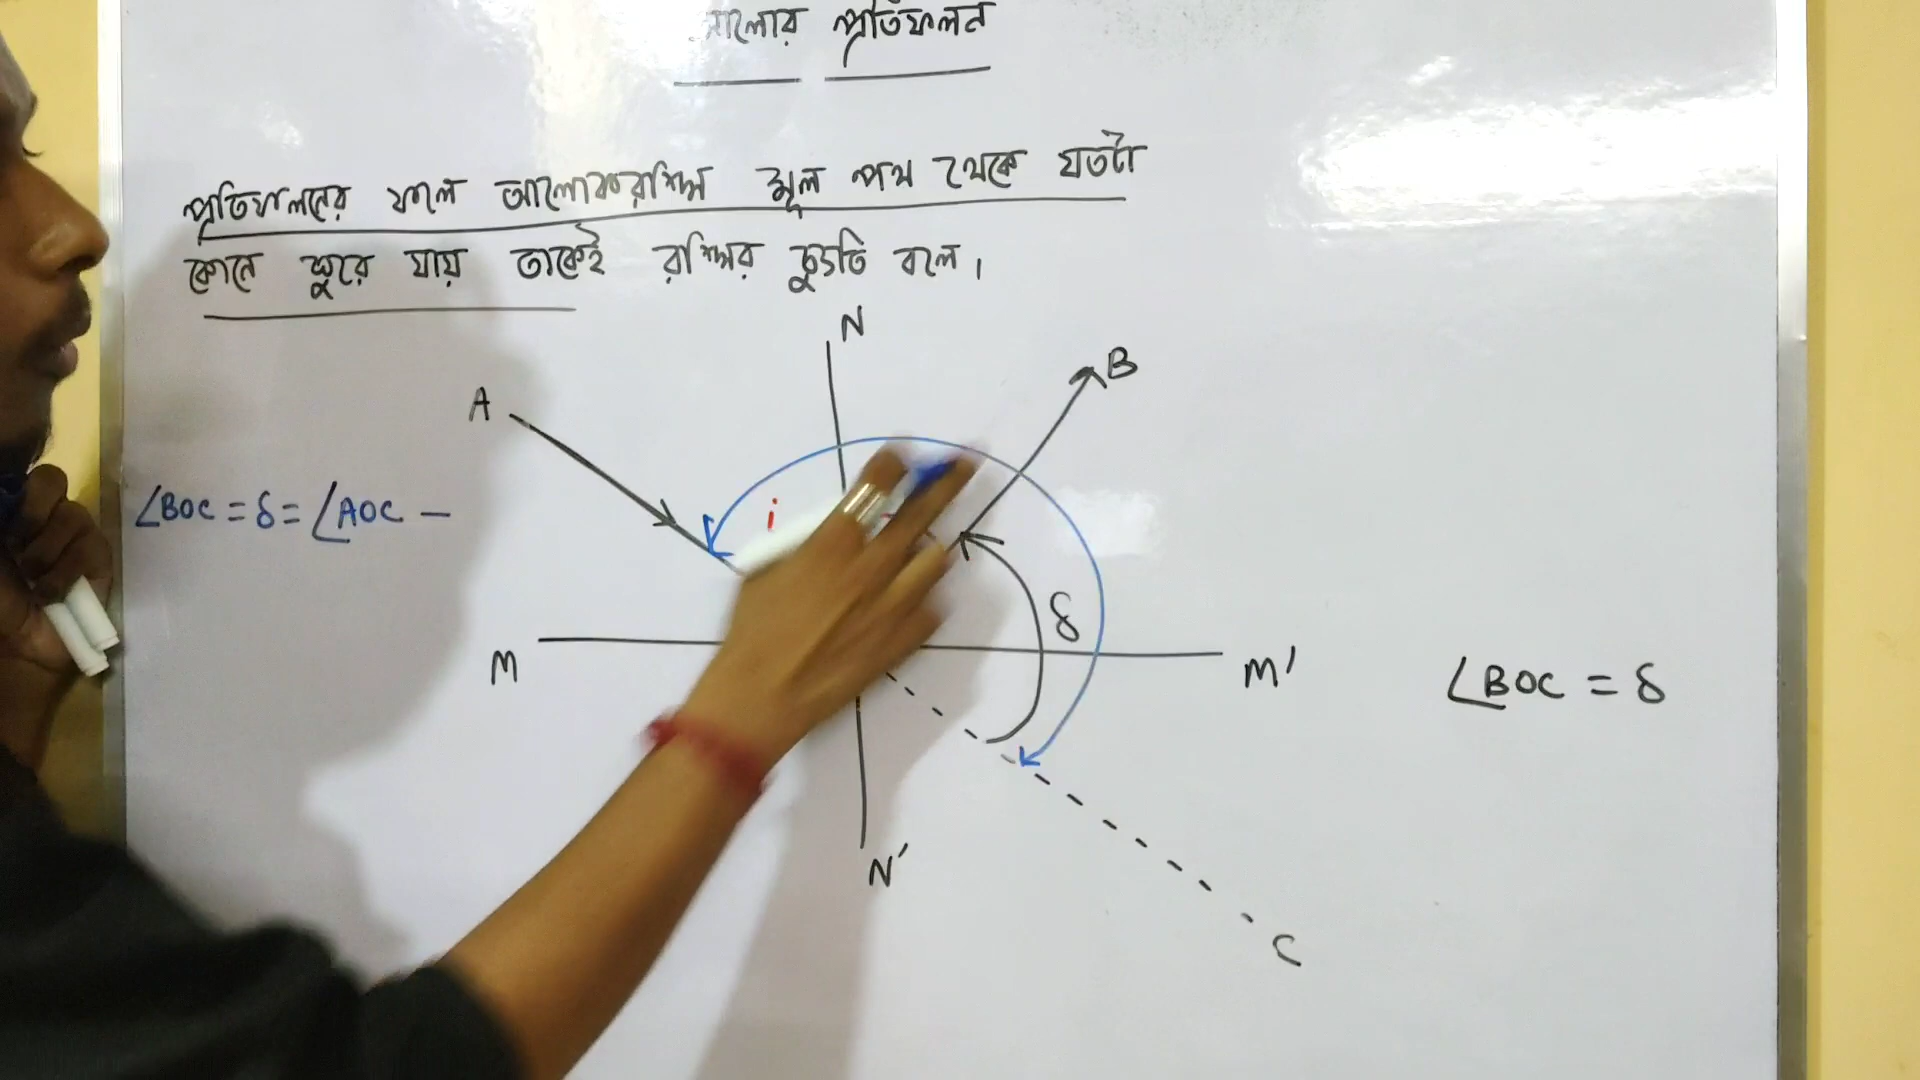 আলোর প্রতিফলন
প্রতিফলনের ফলে আলোকরশ্মি মূল পথ থেকে যতটা
কোনে ঘুরে যায় তাকেই রশ্মির চ্যুতি বলে।
N
B
A
∠BOC = δ = ∠AOC –
i
δ
M
M'
∠BOC = δ
N'
C